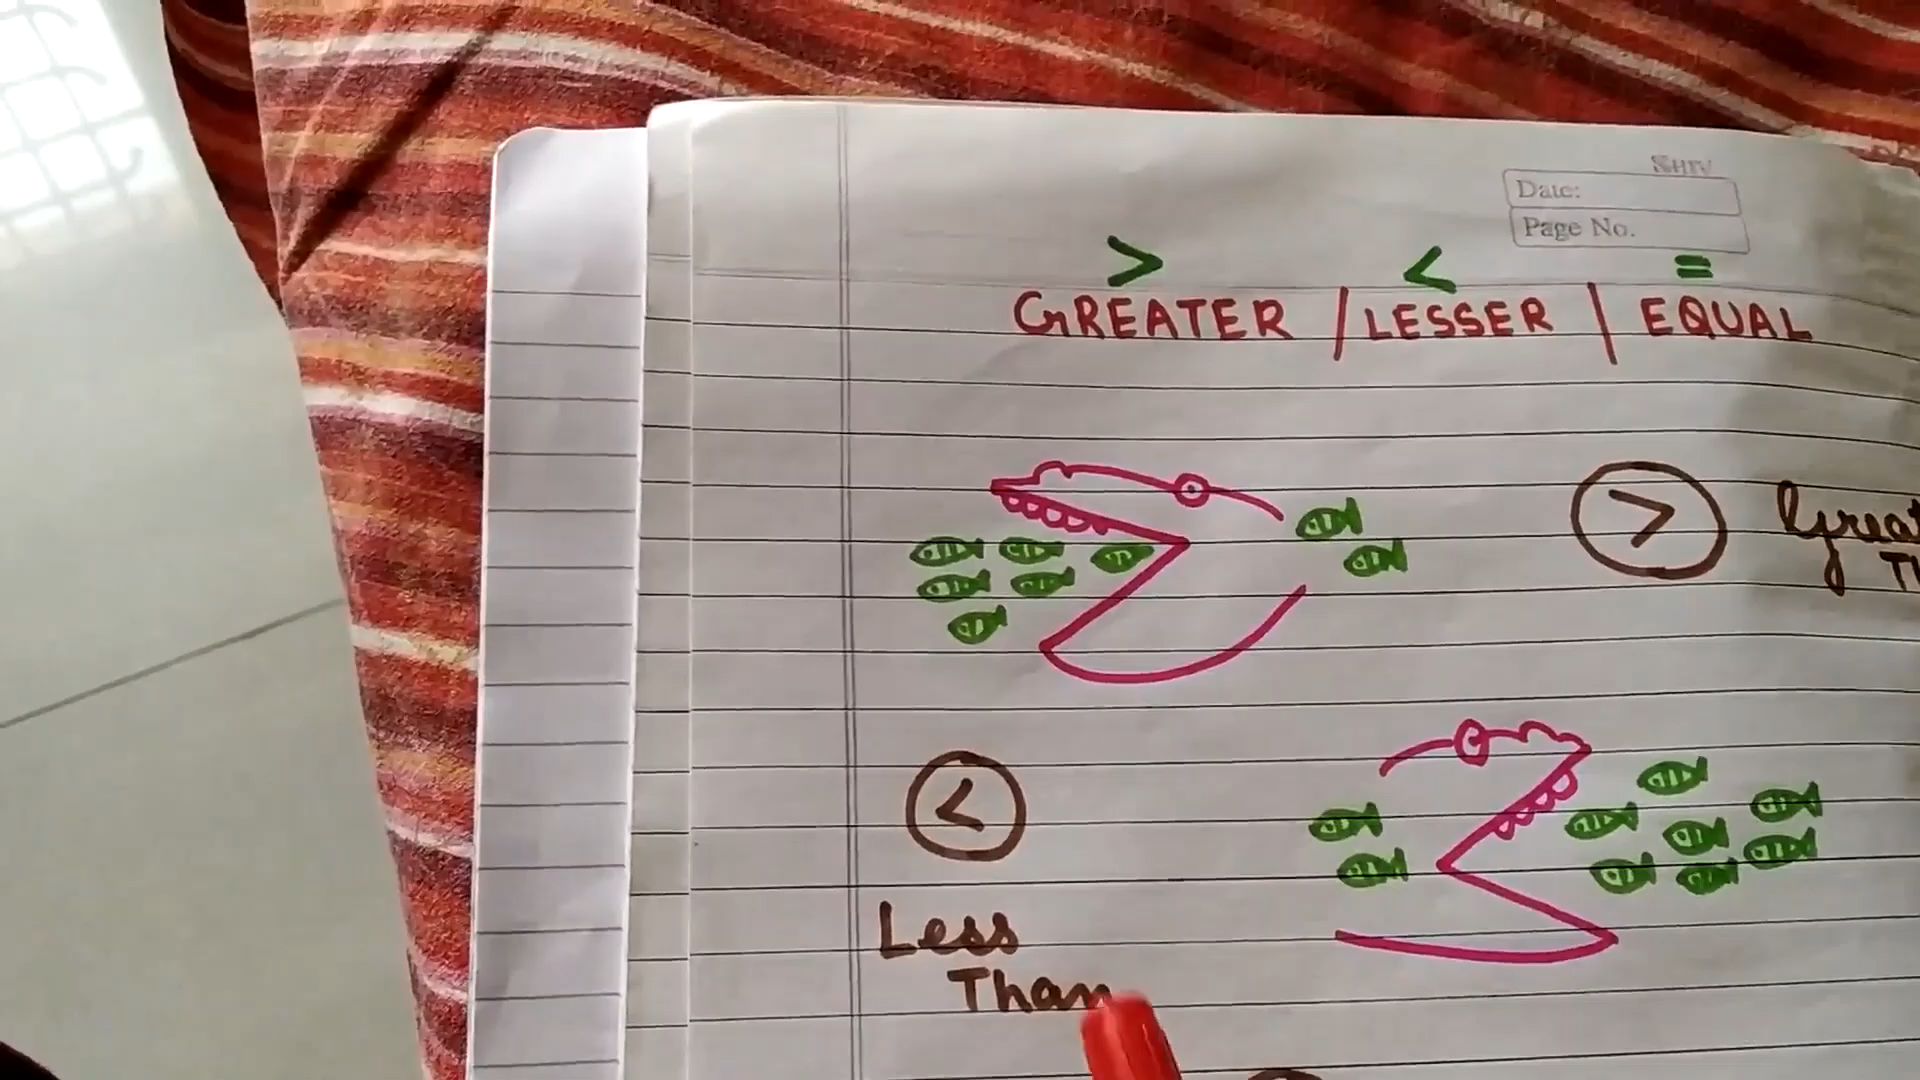 SHIV
Date:
Page No.
> < =
GREATER / LESSER | EQUAL
>
<
Less
Than